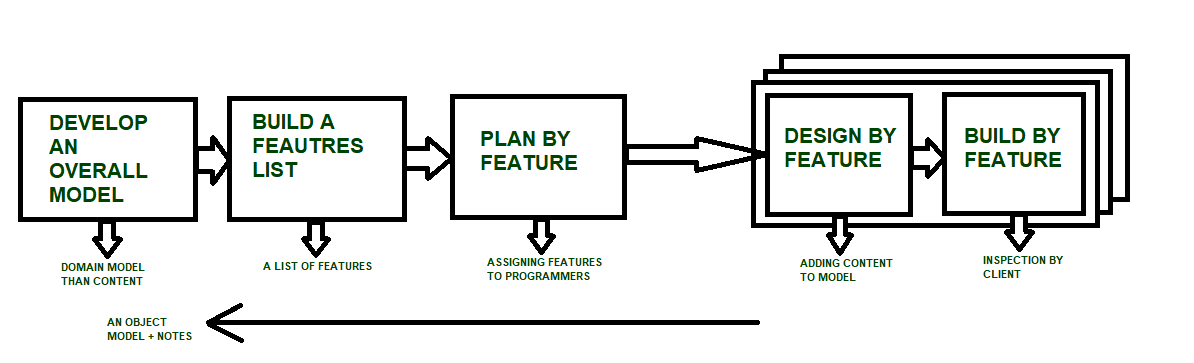 DEVELOP
AN
OVERALL
MODEL
BUILD A
FEAUTRES
LIST
PLAN BY
FEATURE
DESIGN BY
FEATURE
BUILD BY
FEATURE
DOMAIN MODEL
THAN CONTENT
A LIST OF FEATURES
ASSIGNING FEATURES
TO PROGRAMMERS
ADDING CONTENT
TO MODEL
INSPECTION BY
CLIENT
AN OBJECT
MODEL + NOTES